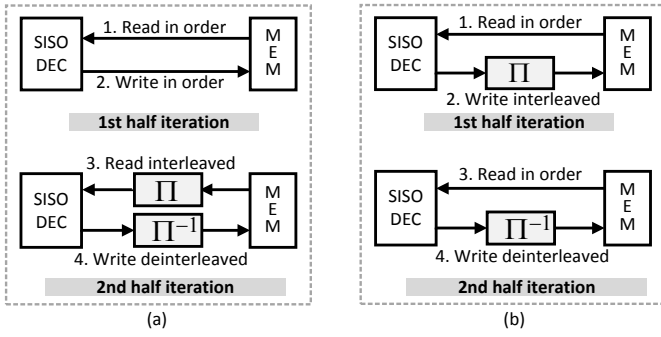 1. Read in order
SISO
DEC
M
E
M
2. Write in order
1st half iteration
3. Read interleaved
SISO
DEC
Π
Π⁻¹
M
E
M
4. Write deinterleaved
2nd half iteration
(a)
1. Read in order
SISO
DEC
Π
M
E
M
2. Write interleaved
1st half iteration
3. Read in order
SISO
DEC
Π⁻¹
M
E
M
4. Write deinterleaved
2nd half iteration
(b)